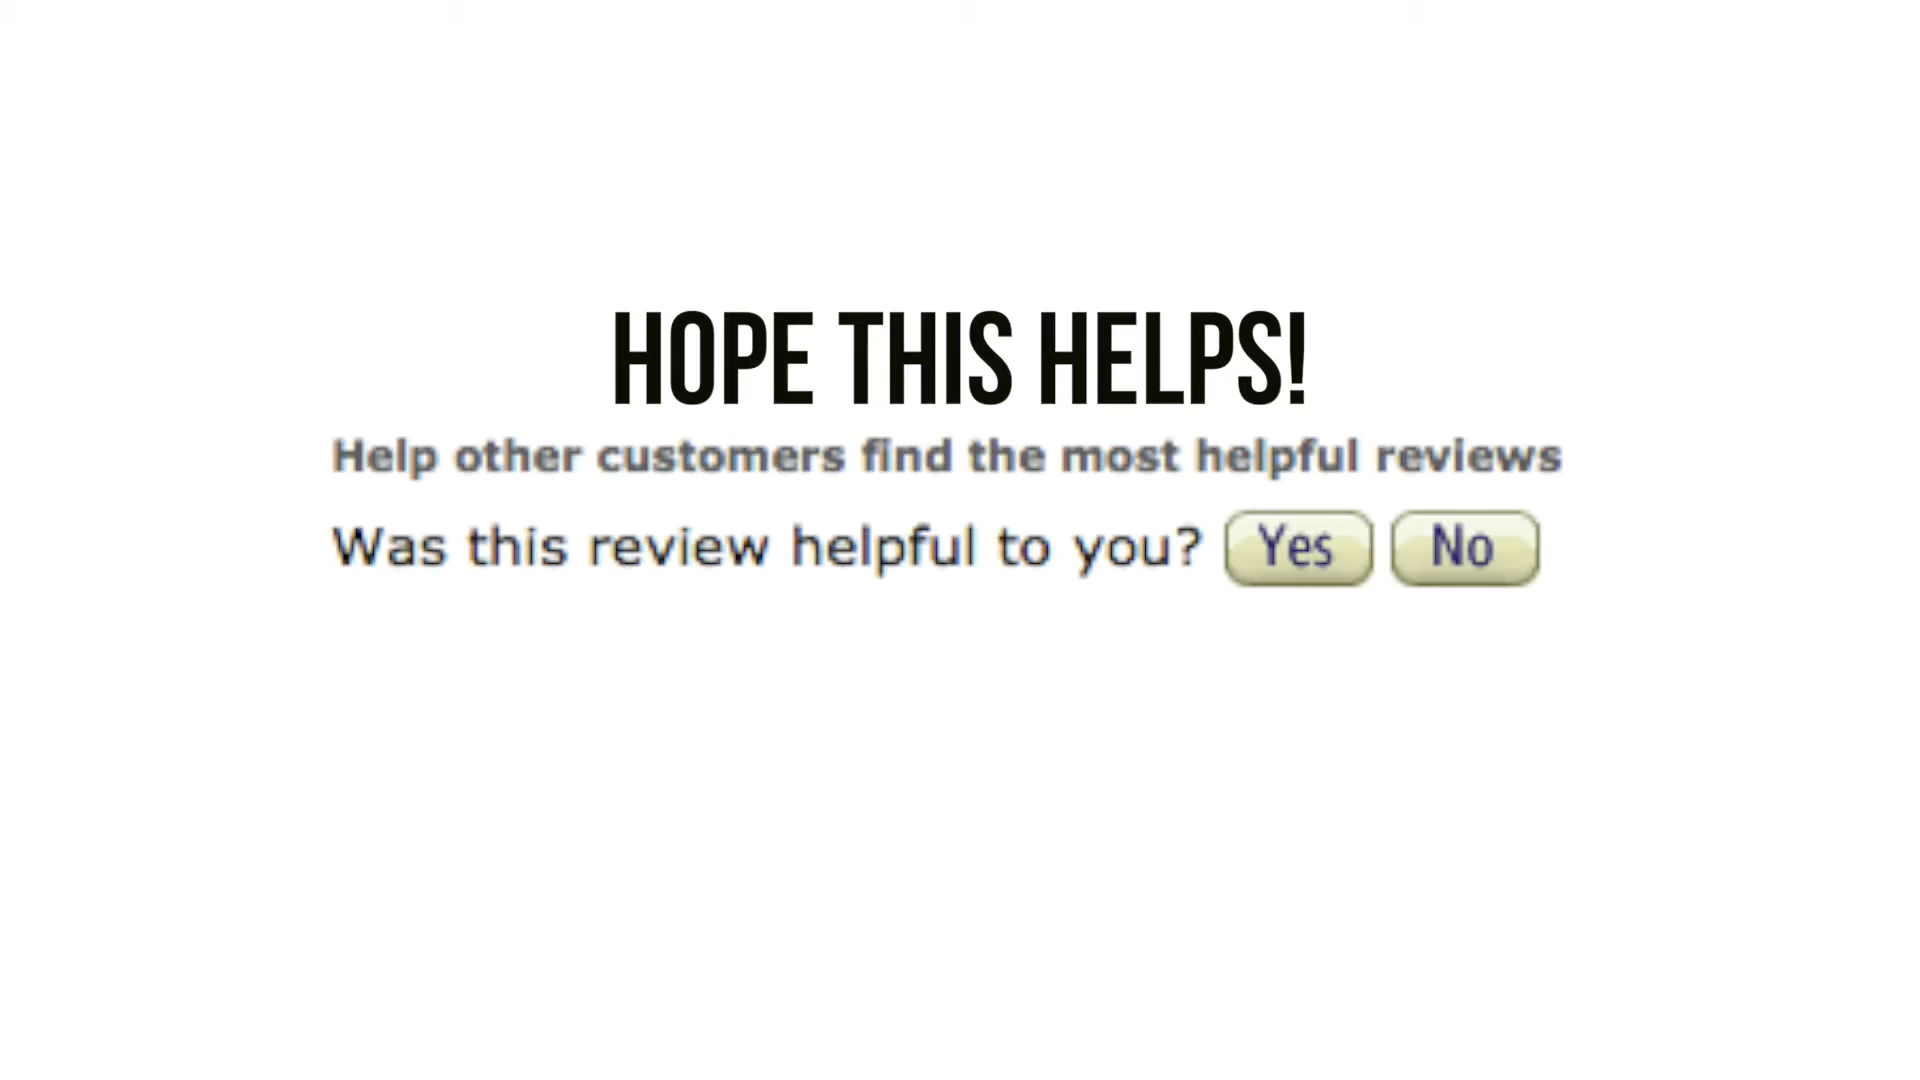 HOPE THIS HELPS!
Help other customers find the most helpful reviews
Was this review helpful to you? Yes No